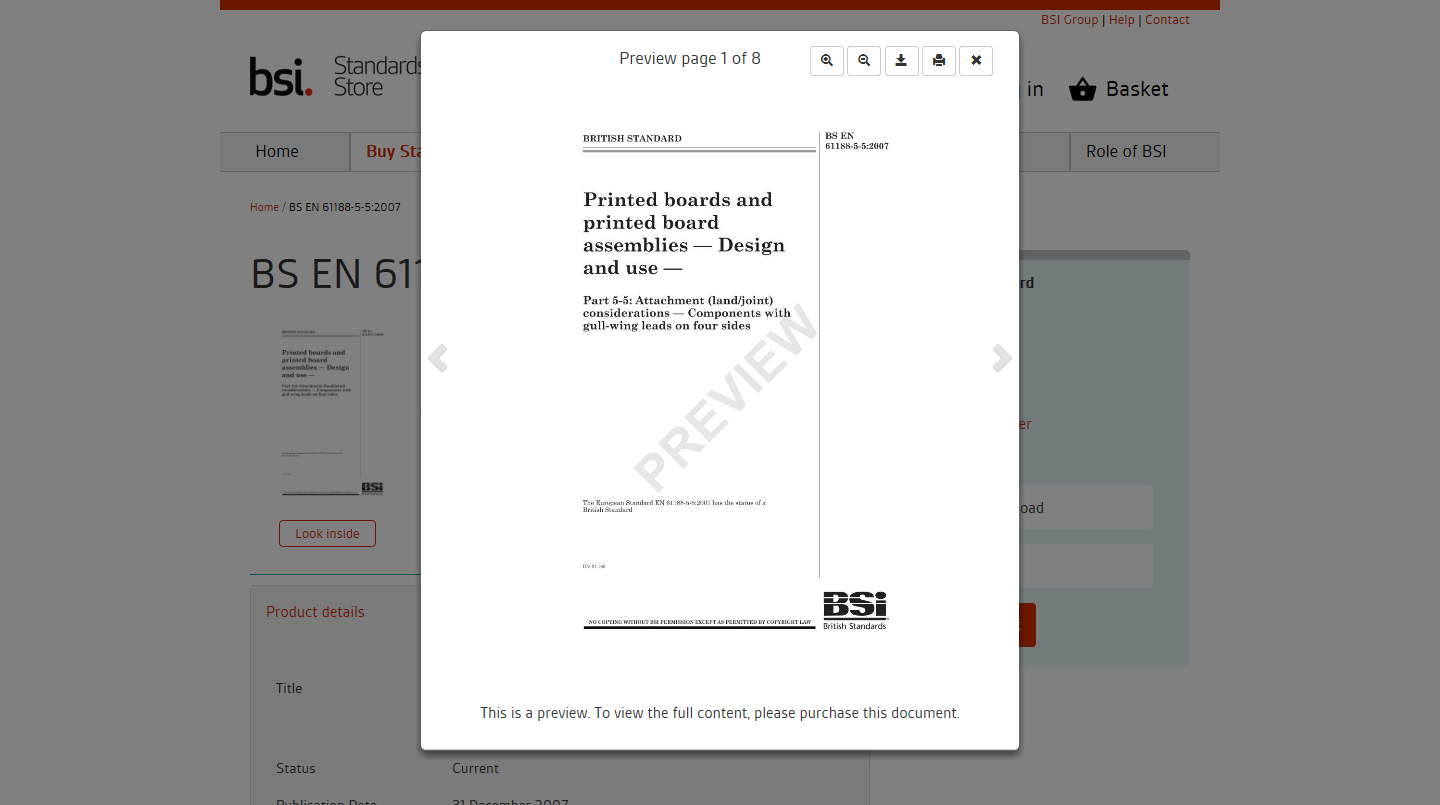 BSI Group | Help | Contact
bsi. Standards
Store
in
Basket
Home
Buy Sta
Role of BSI
Home / BS EN 61188-5-5:2007
BS EN 611
Look inside
Product details
Title
Status
Current
Publication Date
31 December 2007
rd
er
oad
Preview page 1 of 8
BRITISH STANDARD
BS EN
61188-5-5:2007
Printed boards and
printed board
assemblies — Design
and use —
Part 5-5: Attachment (land/joint)
considerations — Components with
gull-wing leads on four sides
PREVIEW
The European Standard EN 61188-5-5:2007 has the status of a
British Standard
NO COPYING WITHOUT BSI PERMISSION EXCEPT AS PERMITTED BY COPYRIGHT LAW
BSi
British Standards
This is a preview. To view the full content, please purchase this document.